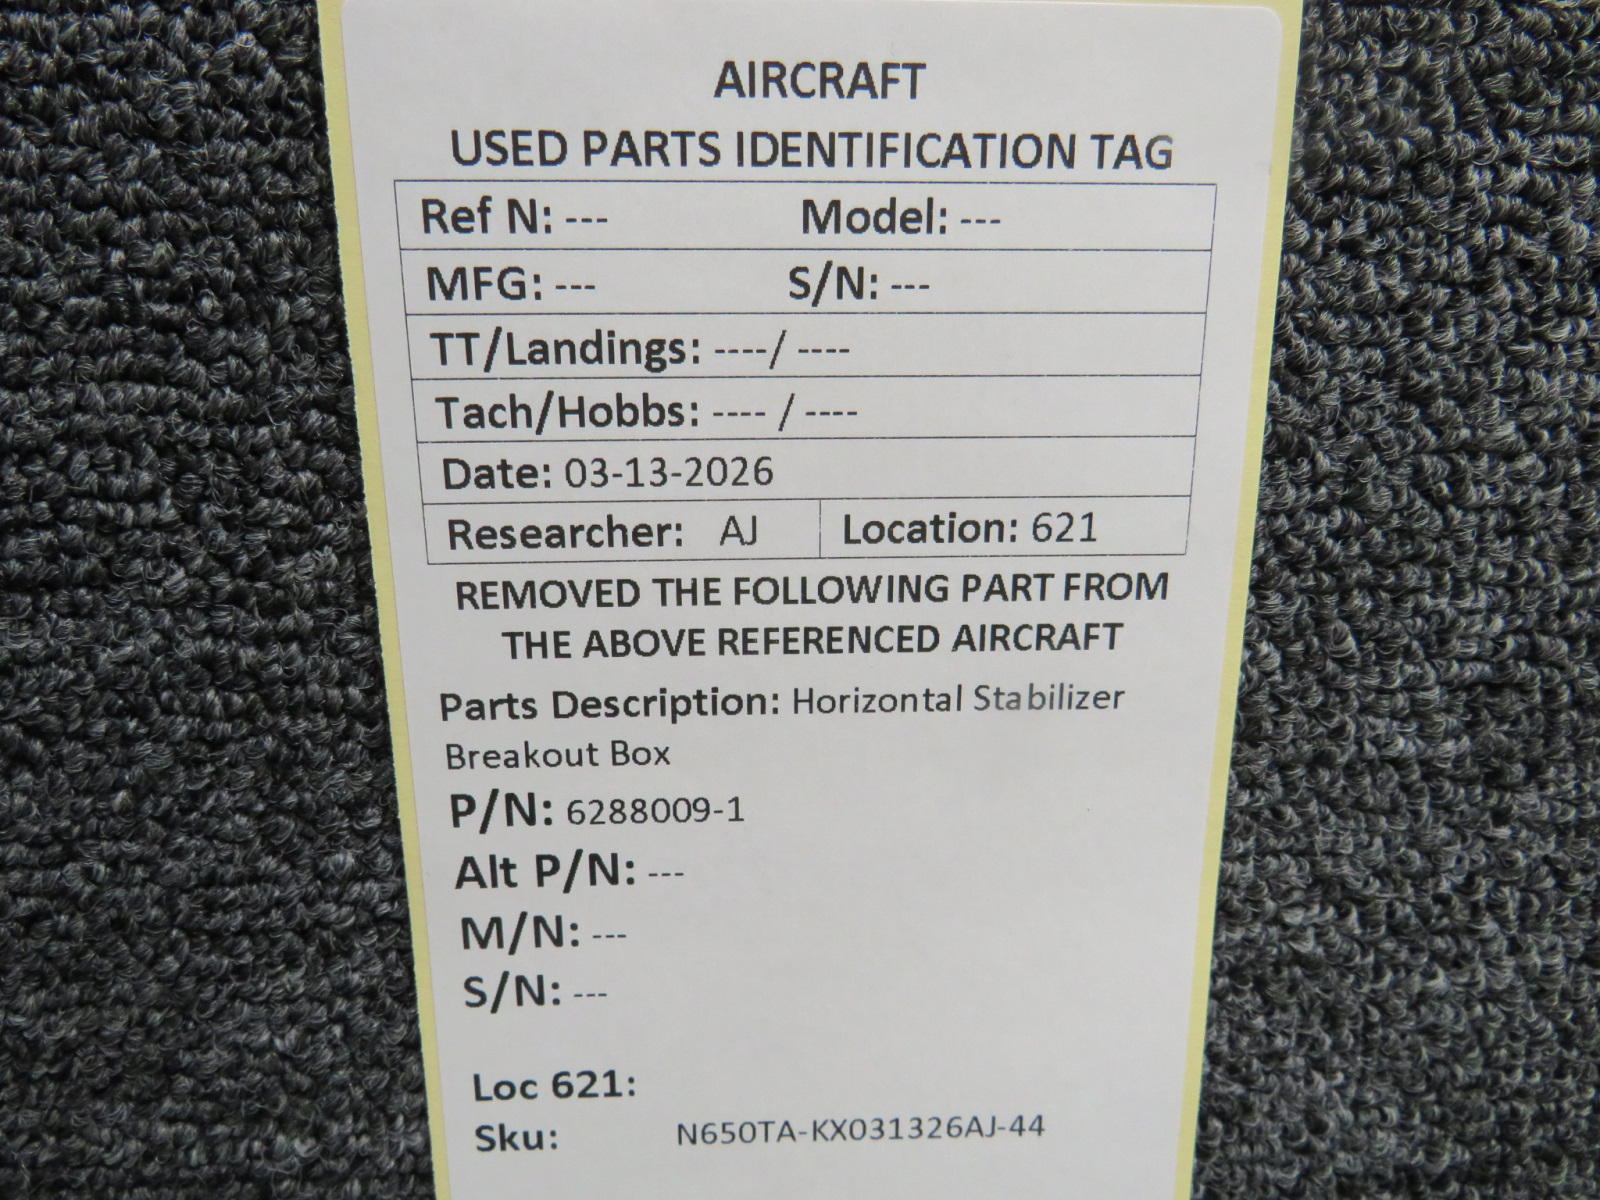 AIRCRAFT
USED PARTS IDENTIFICATION TAG
Ref N: --- Model: ---
MFG: --- S/N: ---
TT/Landings: ----/ ----
Tach/Hobbs: ---- / ----
Date: 03-13-2026
Researcher: AJ Location: 621
REMOVED THE FOLLOWING PART FROM
THE ABOVE REFERENCED AIRCRAFT
Parts Description: Horizontal Stabilizer
Breakout Box
P/N: 6288009-1
Alt P/N: ---
M/N: ---
S/N: ---
Loc 621:
Sku: N650TA-KX031326AJ-44